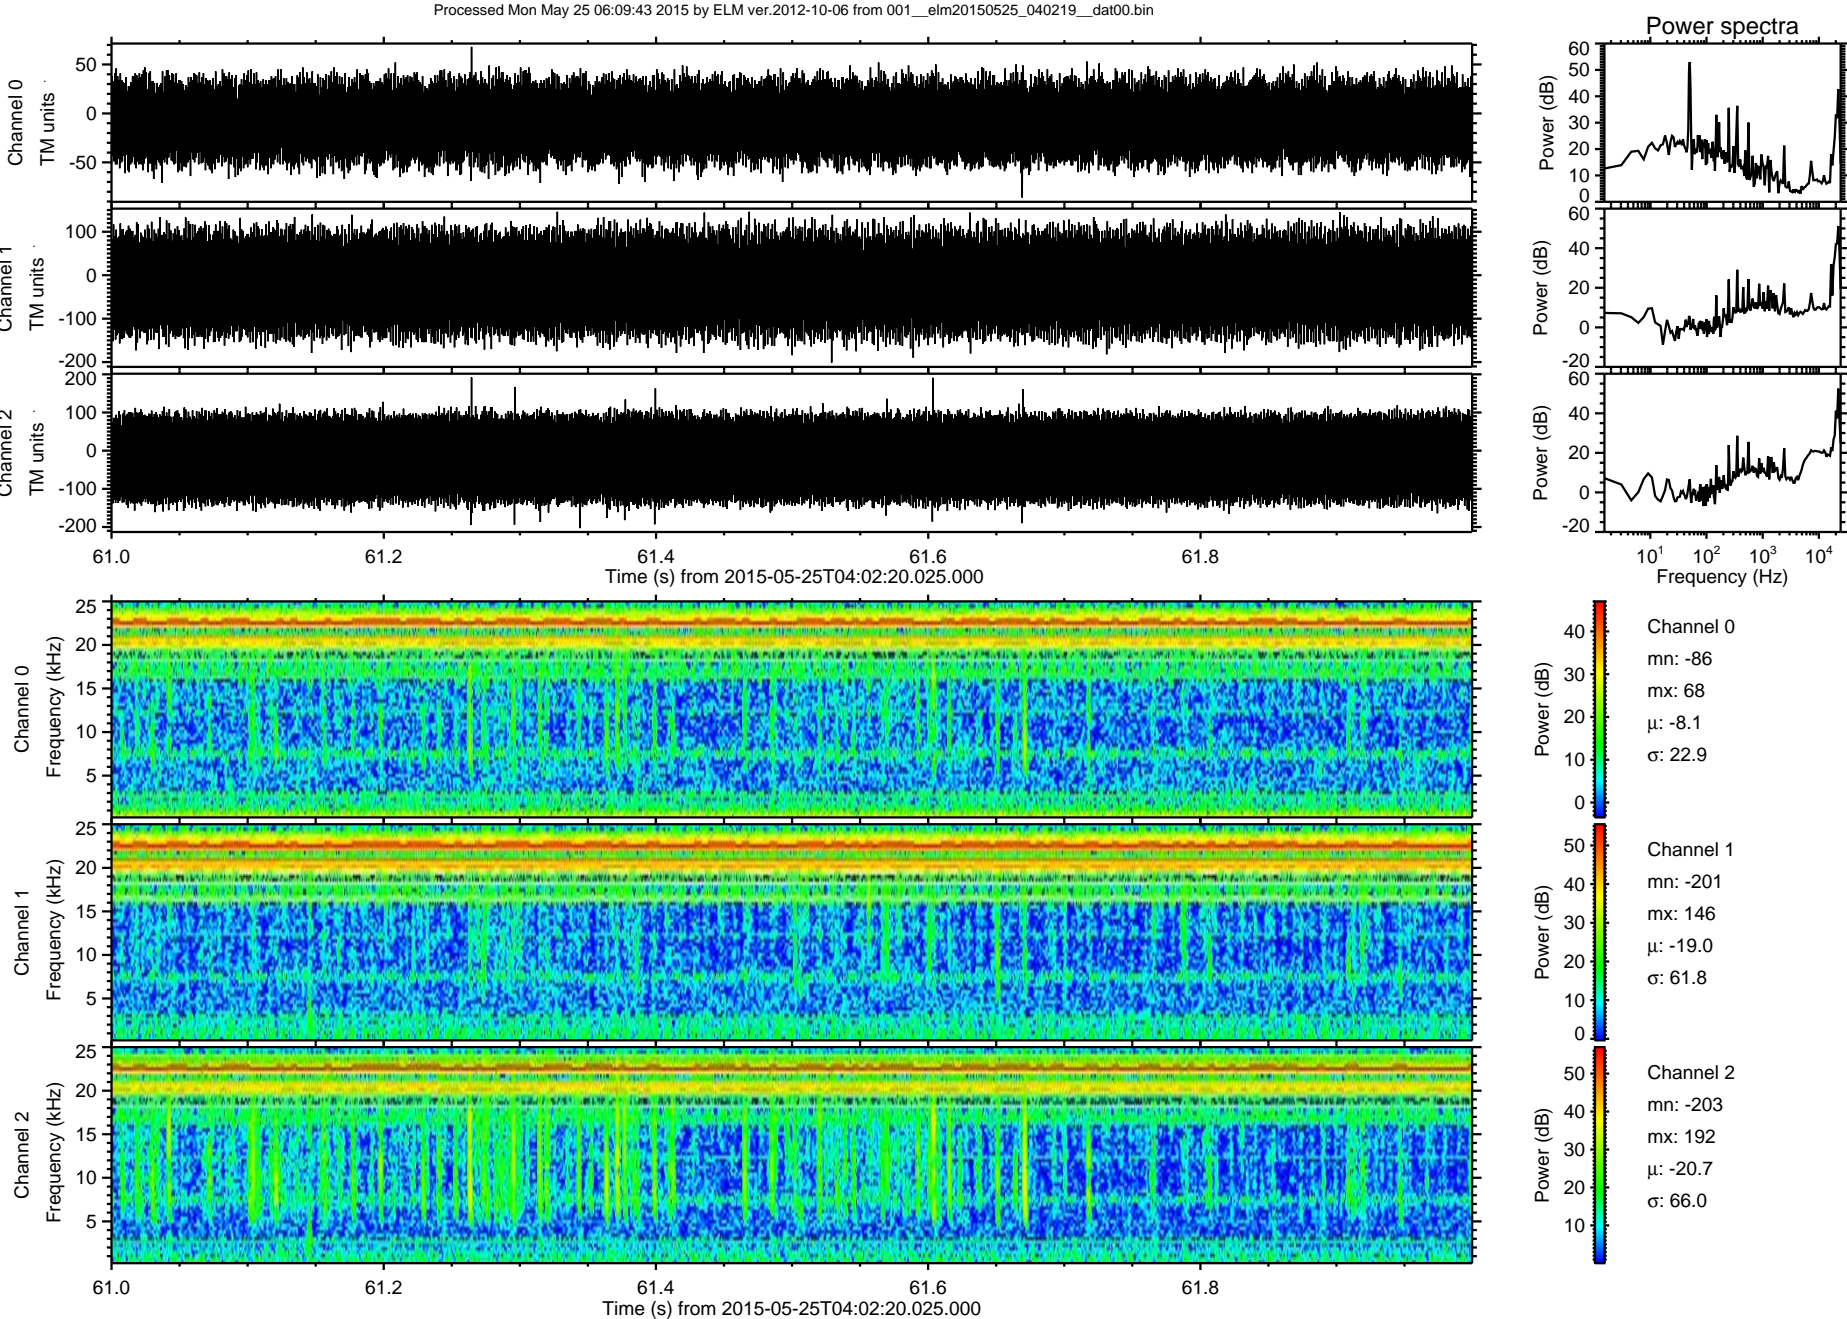 Processed Mon May 25 06:09:43 2015 by ELM ver.2012-10-06 from 001__elm20150525_040219__dat00.bin
Power spectra
Channel 0
TM units
50
0
-50
Power (dB)
60
50
40
30
20
10
0
Channel 1
TM units
100
0
-100
-200
Power (dB)
60
40
20
0
-20
Channel 2
TM units
200
100
0
-100
-200
Power (dB)
60
40
20
0
-20
61.0 61.2 61.4 61.6 61.8
Time (s) from 2015-05-25T04:02:20.025.000
10¹ 10² 10³ 10⁴
Frequency (Hz)
Channel 0
Frequency (kHz)
25
20
15
10
5
Power (dB)
40
30
20
10
0
Channel 0
mn: -86
mx: 68
μ: -8.1
σ: 22.9
Channel 1
Frequency (kHz)
25
20
15
10
5
Power (dB)
50
40
30
20
10
0
Channel 1
mn: -201
mx: 146
μ: -19.0
σ: 61.8
Channel 2
Frequency (kHz)
25
20
15
10
5
Power (dB)
50
40
30
20
10
Channel 2
mn: -203
mx: 192
μ: -20.7
σ: 66.0
61.0 61.2 61.4 61.6 61.8
Time (s) from 2015-05-25T04:02:20.025.000